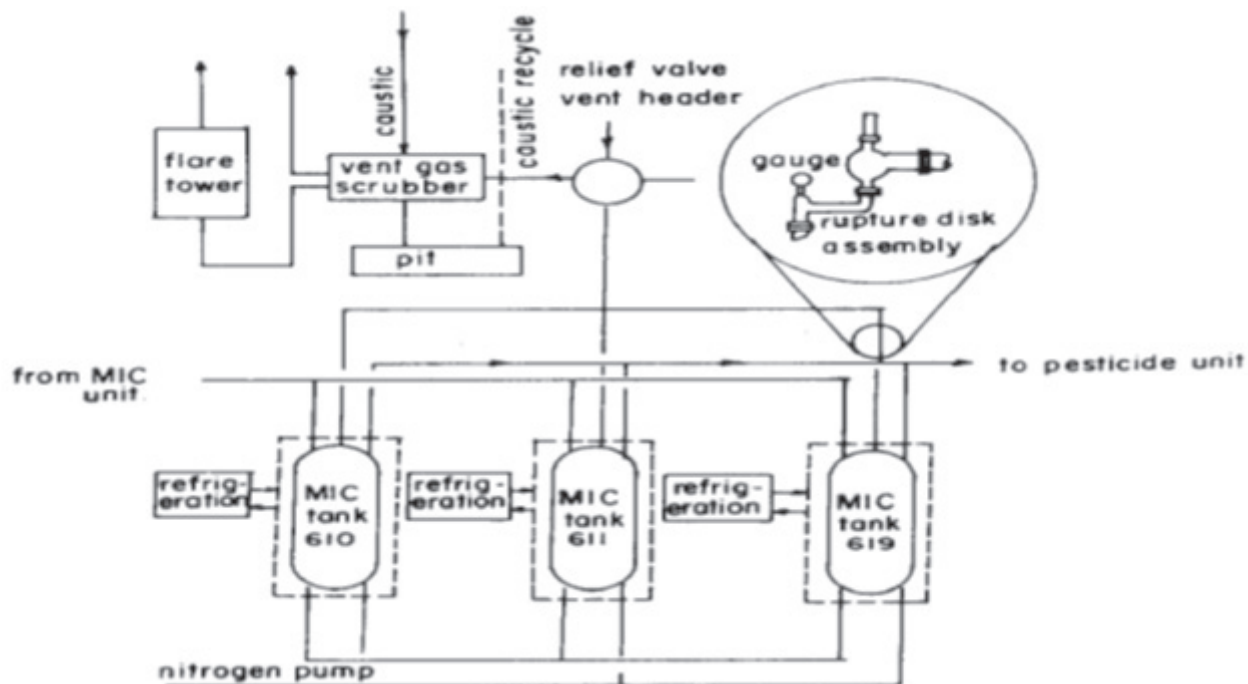 caustic
caustic recycle
relief valve
vent header
flare
tower
vent gas
scrubber
pit
gauge
rupture disk
assembly
from MIC
unit.
to pesticide unit
refrig-
eration
MIC
tank
610
refrig-
eration
MIC
tank
611
refrig-
eration
MIC
tank
619
nitrogen pump